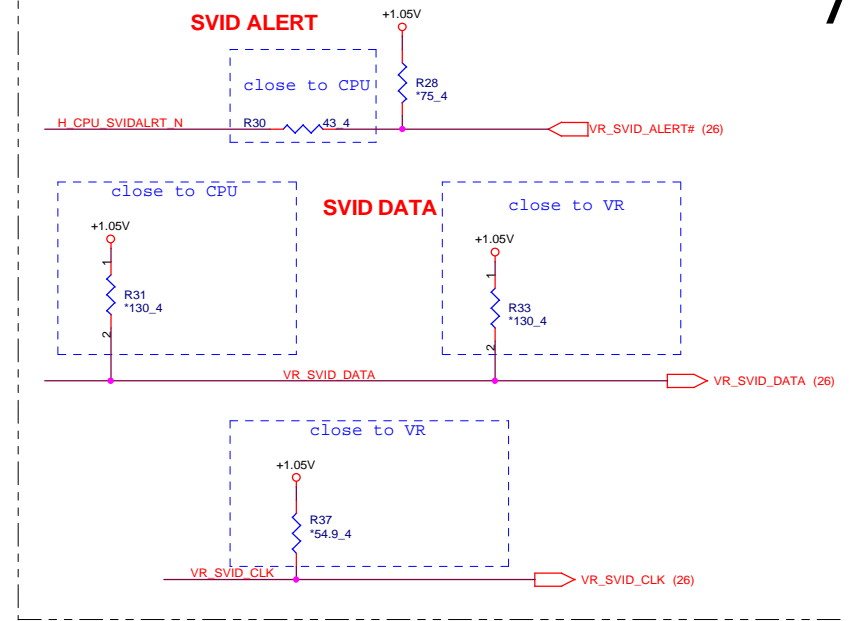 7
SVID ALERT
+1.05V
close to CPU
R28
*75_4
H_CPU_SVIDALRT_N
R30
43_4
VR_SVID_ALERT# (26)
close to CPU
SVID DATA
close to VR
+1.05V
+1.05V
1
1
R31
*130_4
R33
*130_4
2
2
VR_SVID_DATA
VR_SVID_DATA (26)
close to VR
+1.05V
R37
*54.9_4
VR_SVID_CLK
VR_SVID_CLK (26)